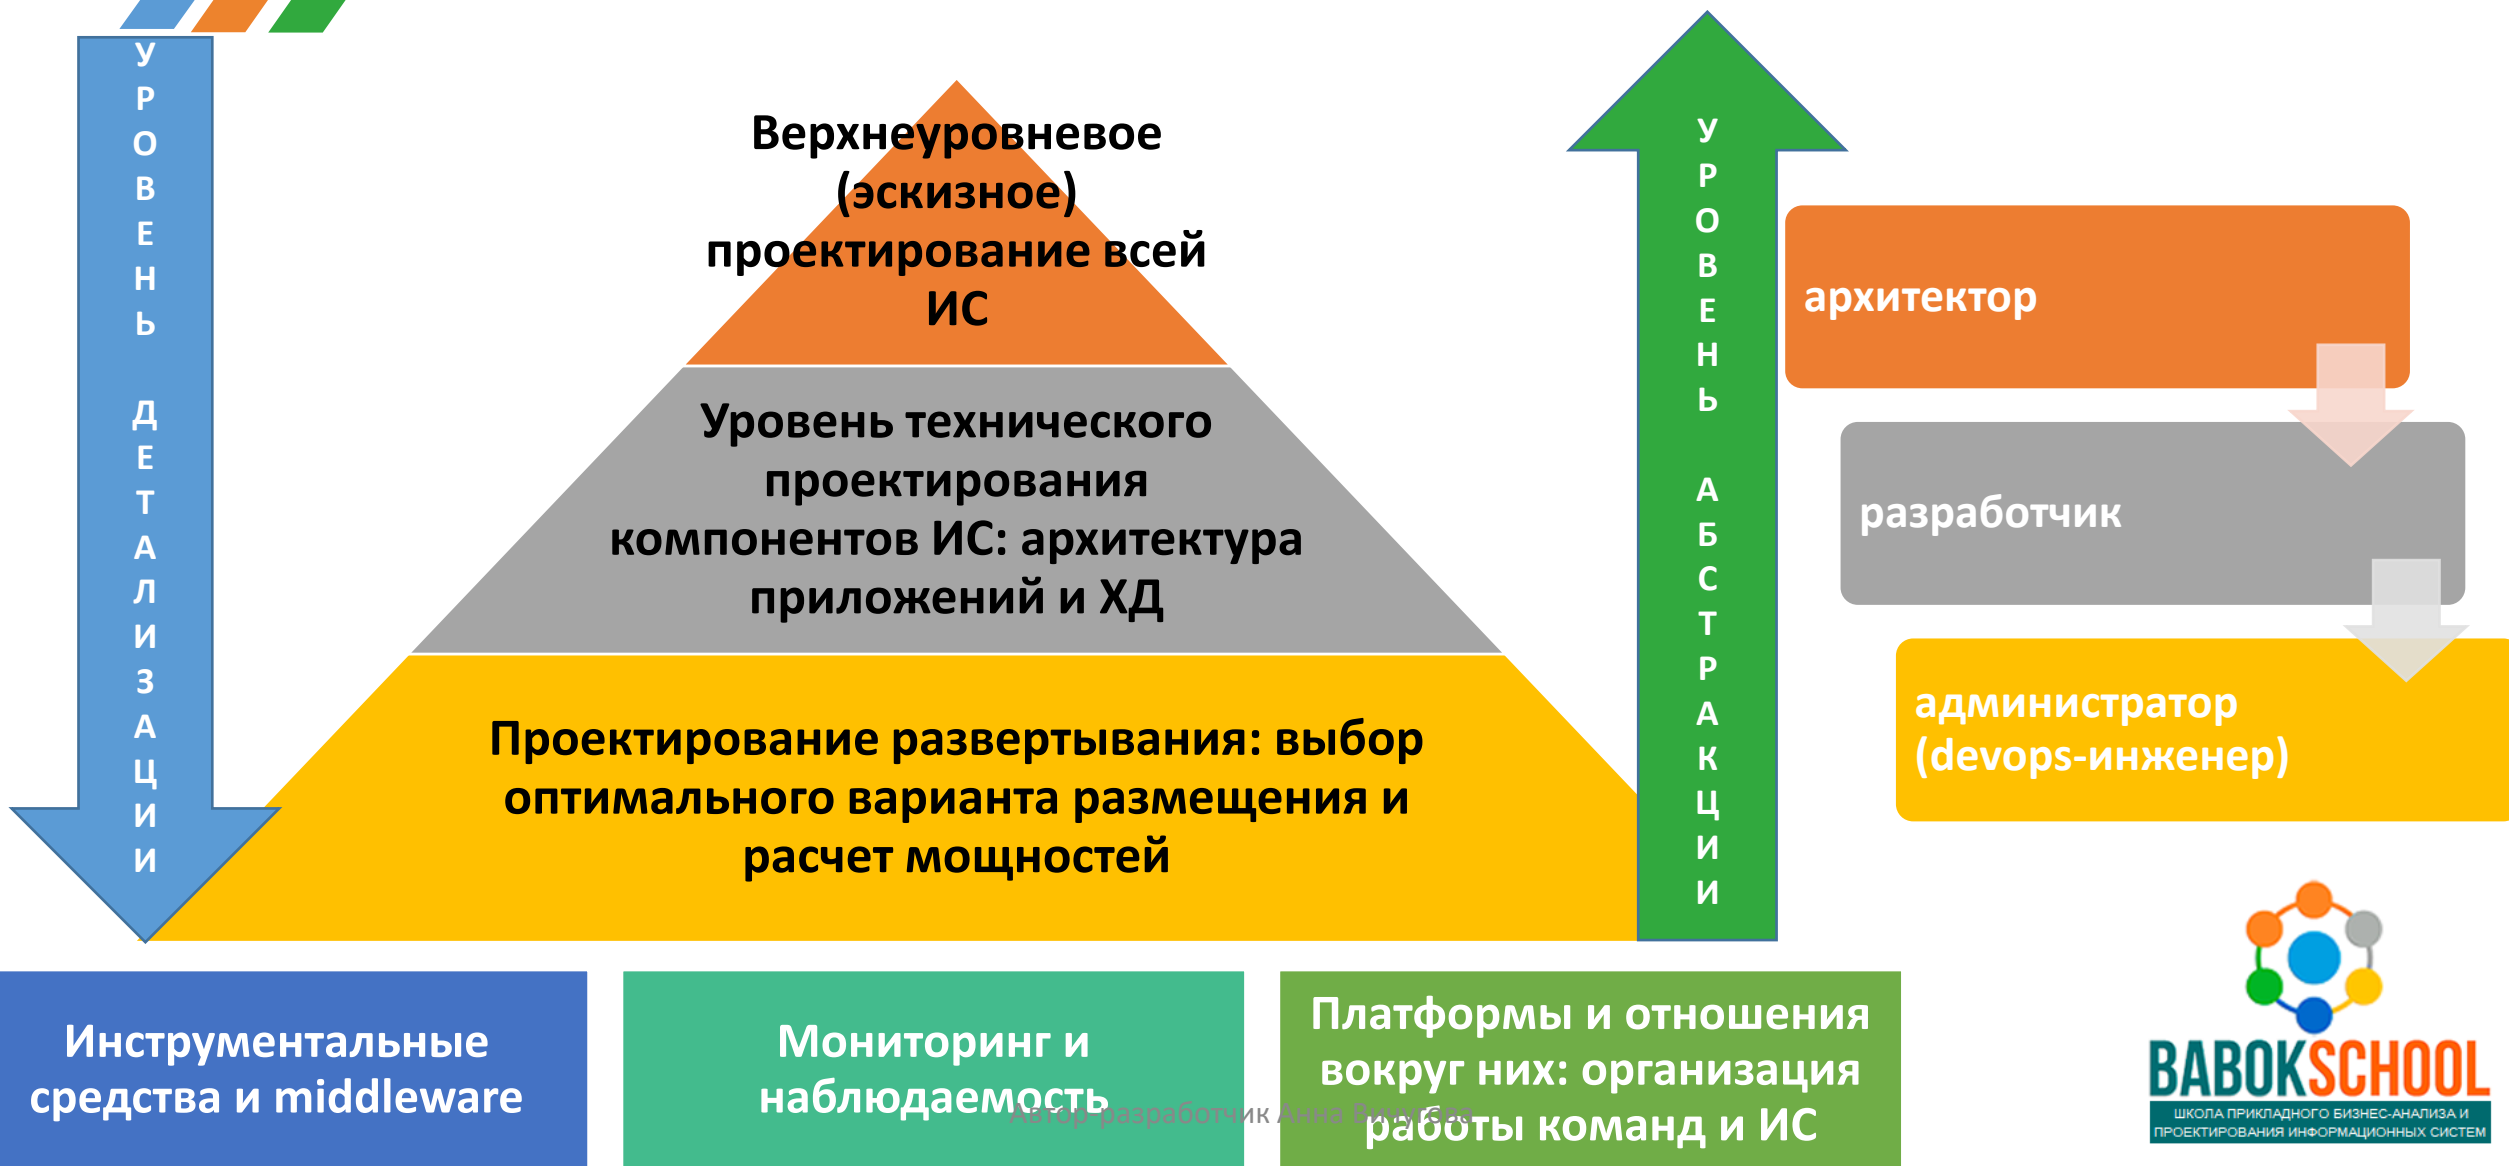 УРОВЕНЬ ДЕТАЛИЗАЦИИ
Верхнеуровневое
(эскизное)
проектирование всей
ИС
Уровень технического
проектирования
компонентов ИС: архитектура
приложений и ХД
Проектирование развертывания: выбор
оптимального варианта размещения и
расчет мощностей
УРОВЕНЬ АБСТРАКЦИИ
архитектор
разработчик
администратор
(devops-инженер)
Инструментальные
средства и middleware
Мониторинг и
наблюдаемость
Платформы и отношения
вокруг них: организация
работы команд и ИС
Автор-разработчик Анна Вичугова
BABOKSCHOOL
ШКОЛА ПРИКЛАДНОГО БИЗНЕС-АНАЛИЗА И
ПРОЕКТИРОВАНИЯ ИНФОРМАЦИОННЫХ СИСТЕМ